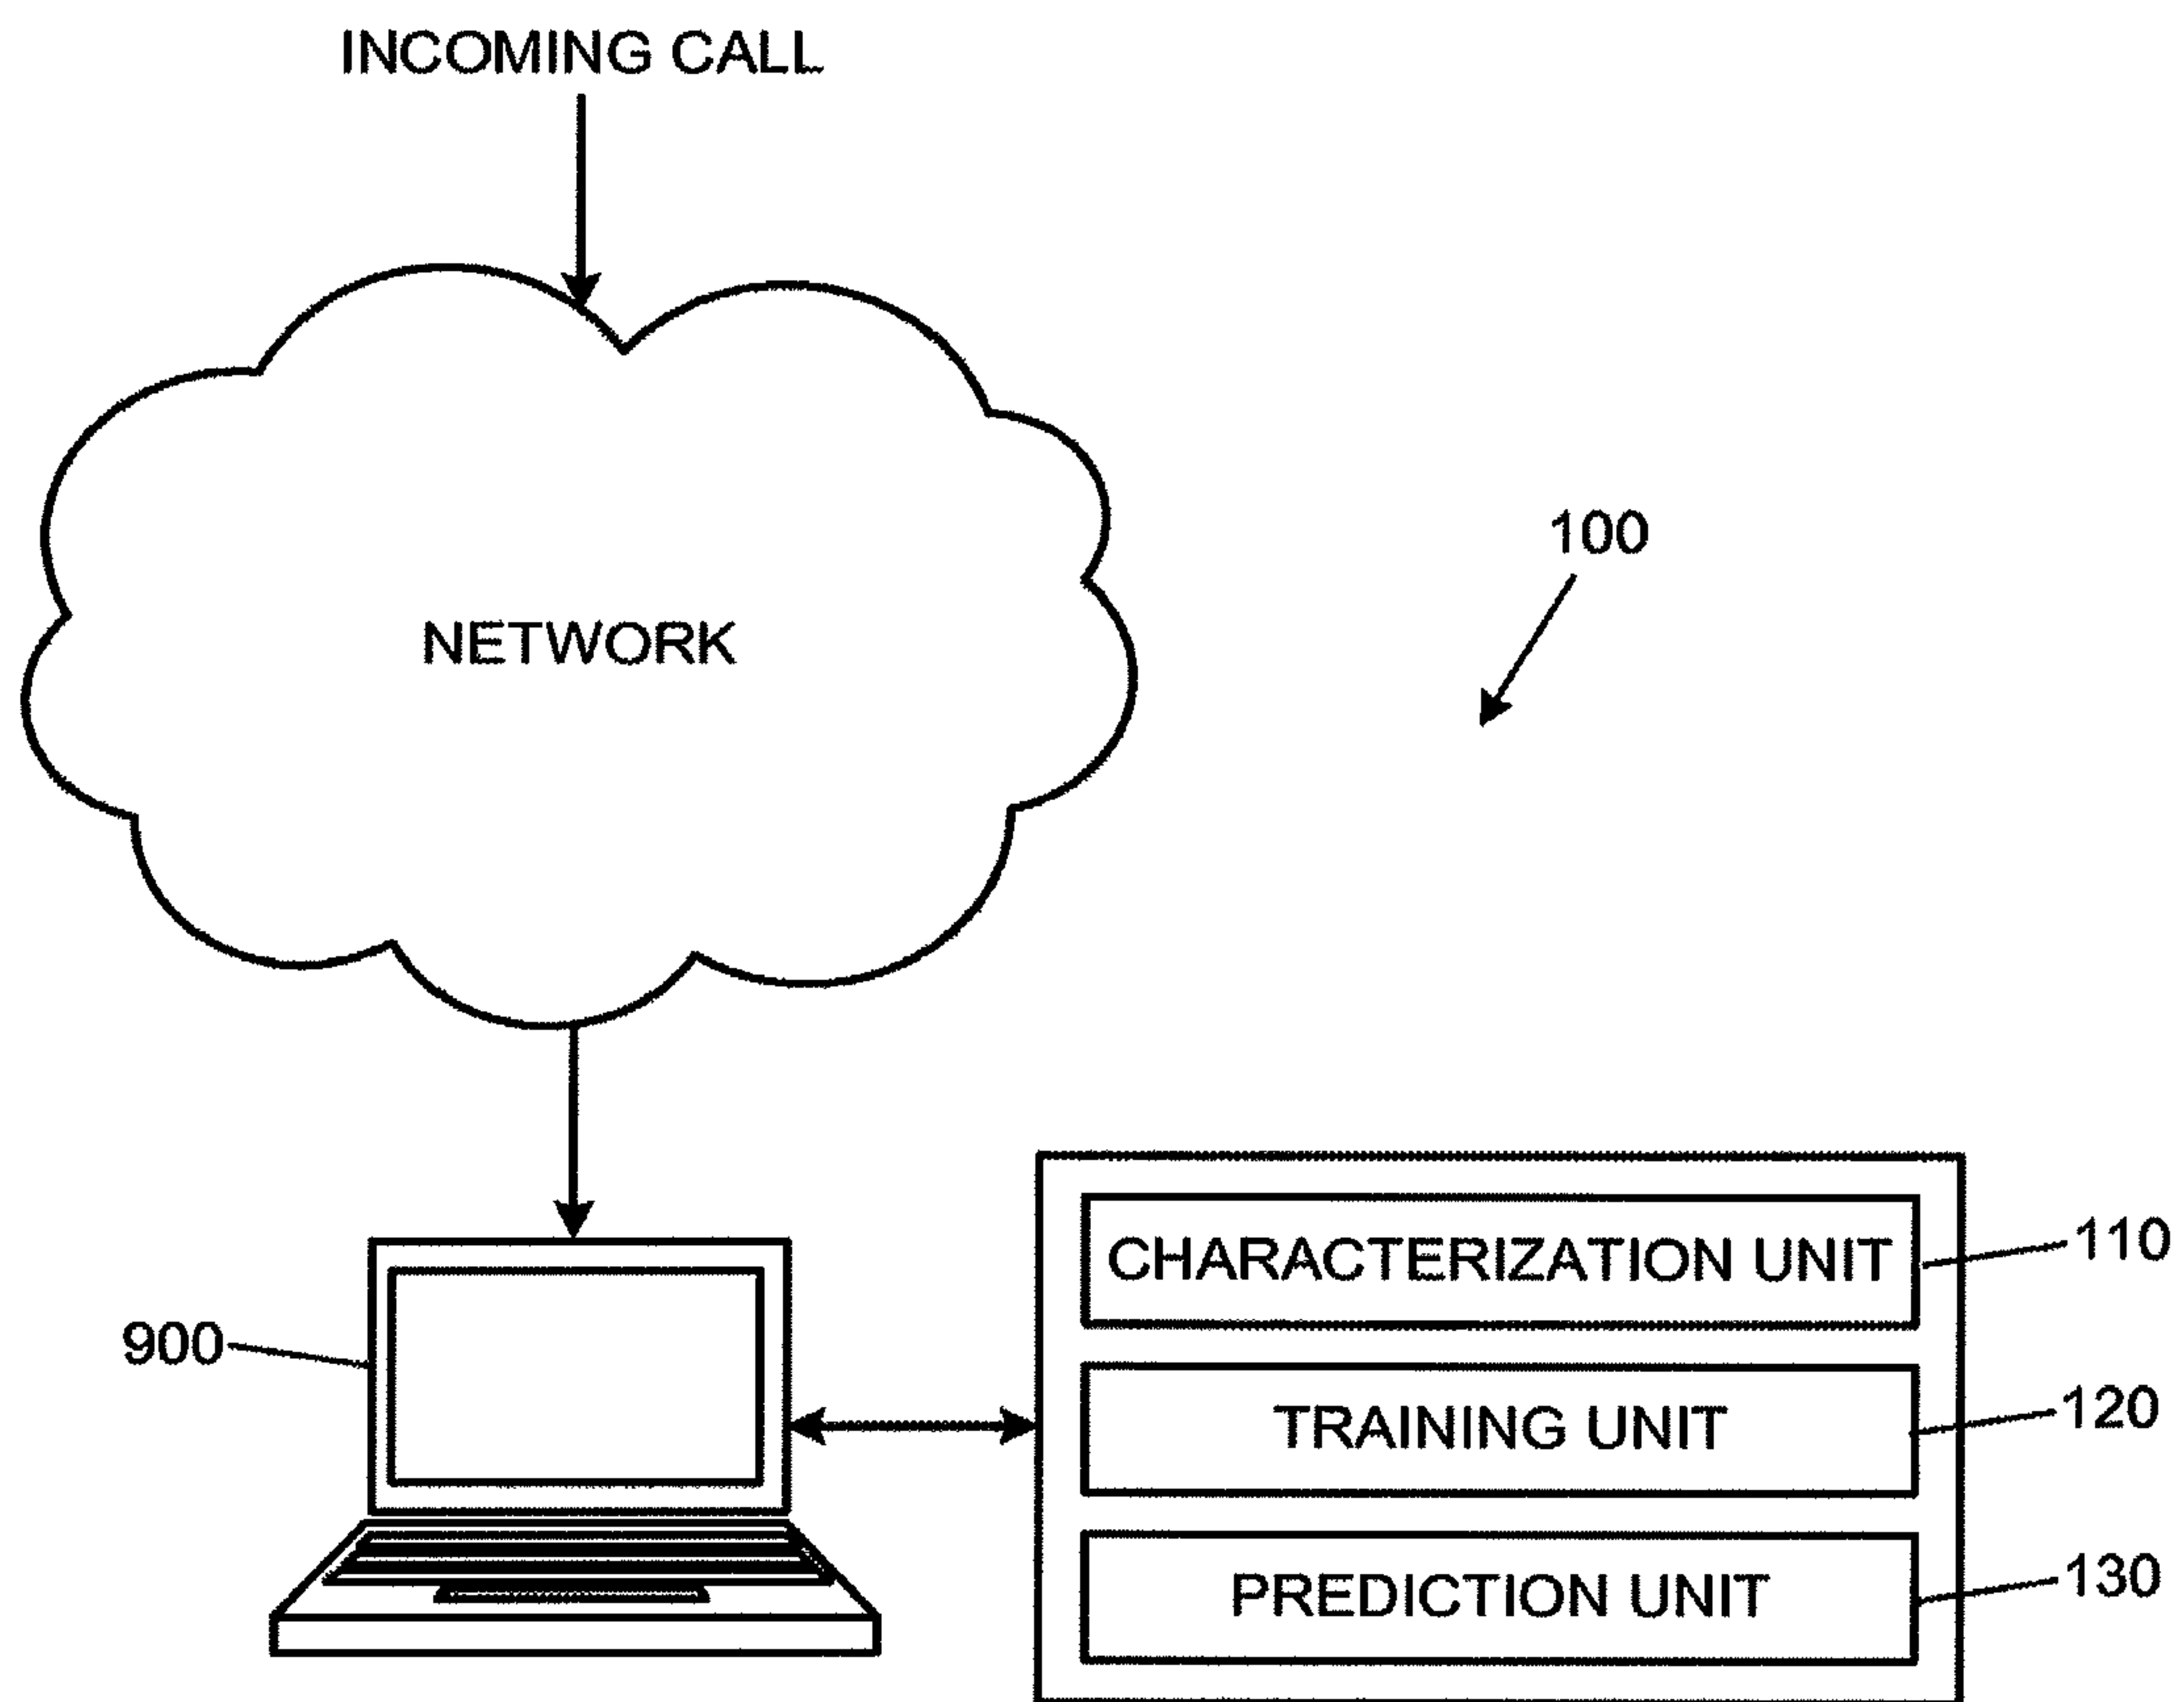 INCOMING CALL
NETWORK
100
CHARACTERIZATION UNIT
110
900
TRAINING UNIT
120
PREDICTION UNIT
130